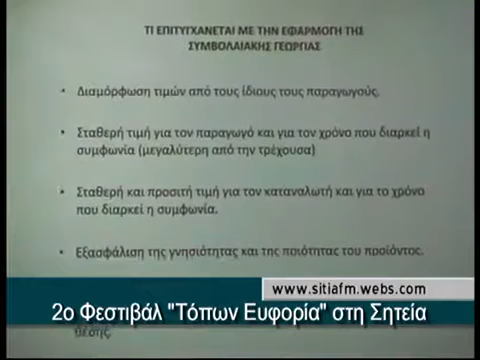 ΤΙ ΕΠΙΤΥΓΧΑΝΕΤΑΙ ΜΕ ΤΗΝ ΕΦΑΡΜΟΓΗ ΤΗΣ
ΣΥΜΒΟΛΑΙΑΚΗΣ ΓΕΩΡΓΙΑΣ
• Διαμόρφωση τιμών από τους ίδιους τους παραγωγούς.
• Σταθερή τιμή για τον παραγωγό και για τον χρόνο που διαρκεί η
συμφωνία (μεγαλύτερη από την τρέχουσα)
• Σταθερή και προσιτή τιμή για τον καταναλωτή και για το χρόνο
που διαρκεί η συμφωνία.
• Εξασφάλιση της γνησιότητας και της ποιότητας του προϊόντος.
www.sitiafm.webs.com
2ο Φεστιβάλ "Τόπων Ευφορία" στη Σητεία
θέσης.